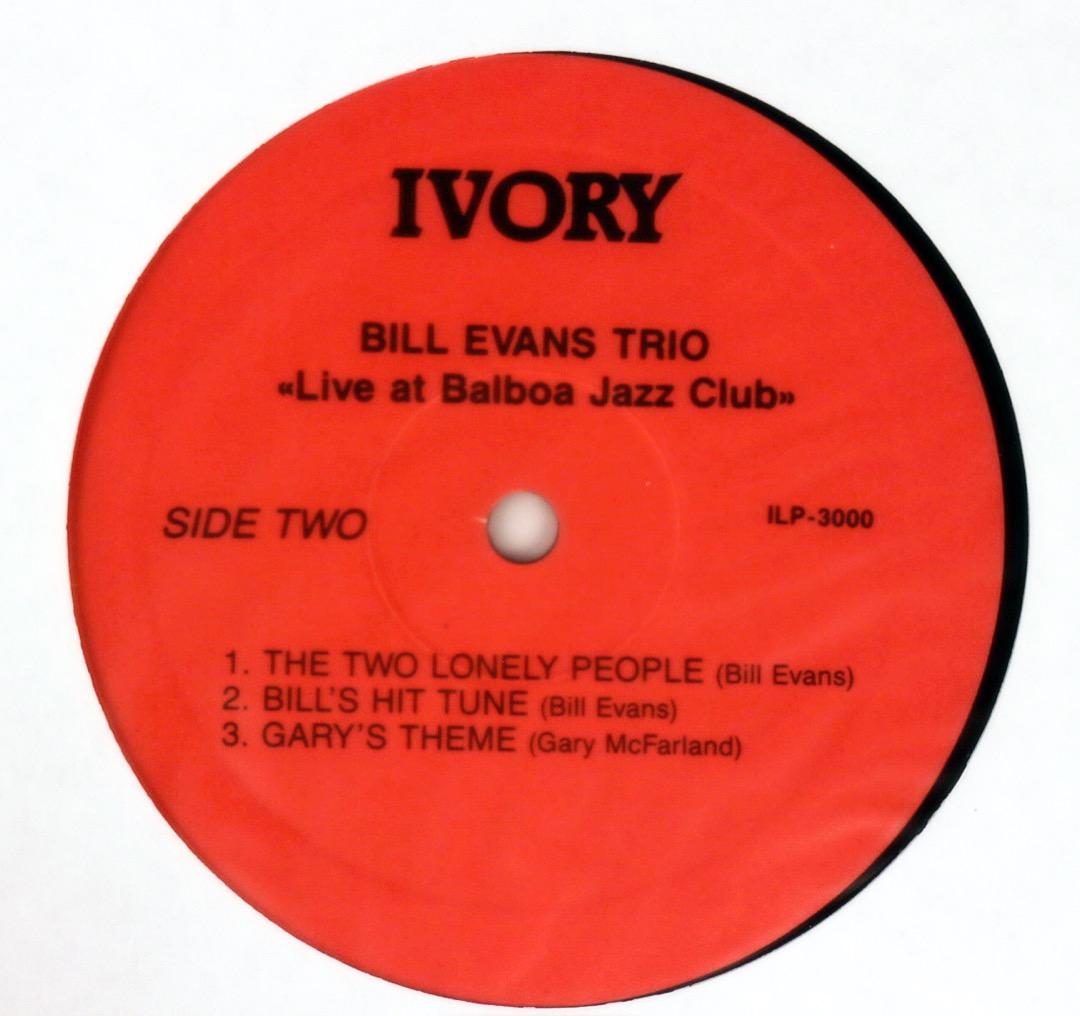 IVORY
BILL EVANS TRIO
«Live at Balboa Jazz Club»
SIDE TWO
ILP-3000
1. THE TWO LONELY PEOPLE (Bill Evans)
2. BILL'S HIT TUNE (Bill Evans)
3. GARY'S THEME (Gary McFarland)